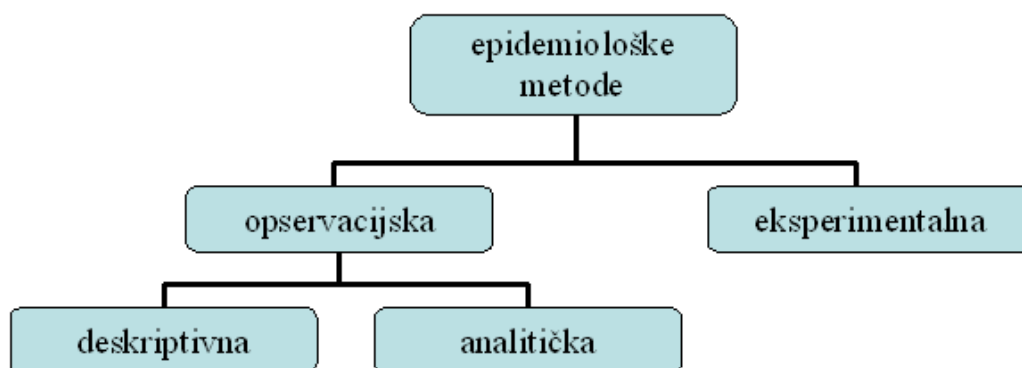 epidemiološke
metode
opservacijska
eksperimentalna
deskriptivna
analitička